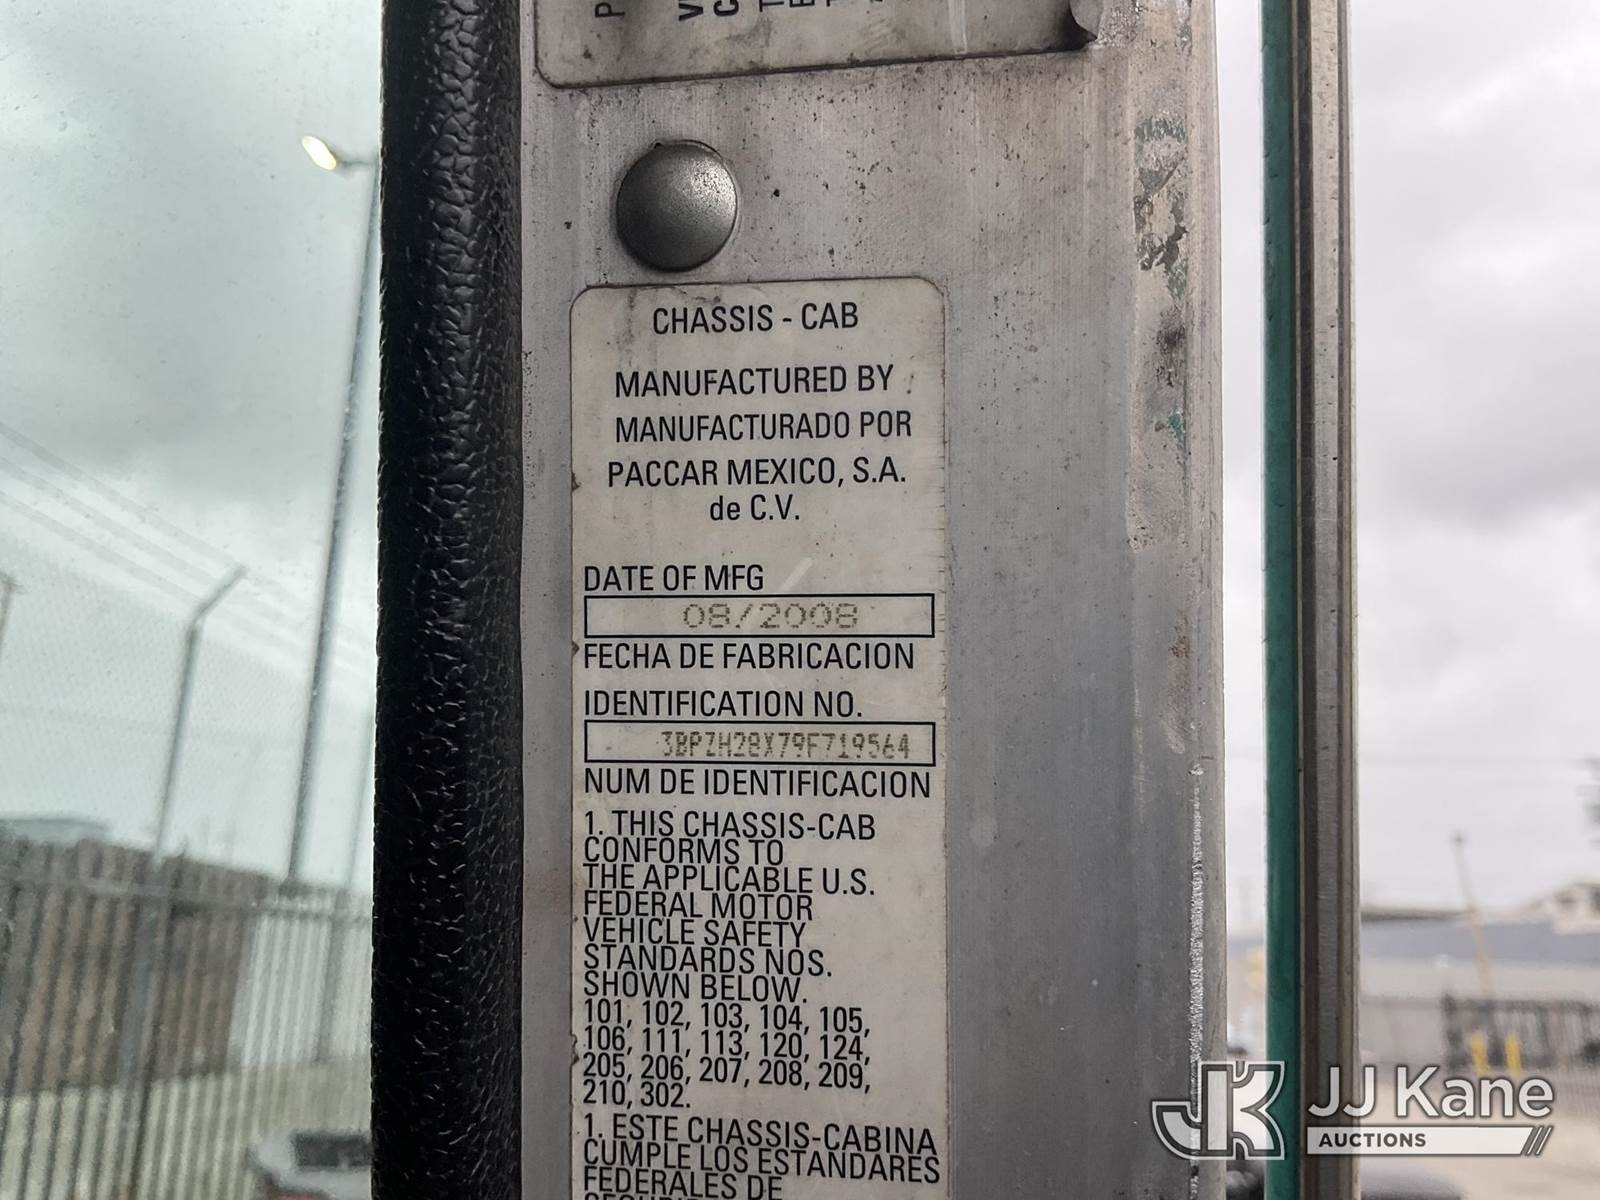 CHASSIS - CAB
MANUFACTURED BY
MANUFACTURADO POR
PACCAR MEXICO, S.A.
de C.V.
DATE OF MFG
08/2008
FECHA DE FABRICACION
IDENTIFICATION NO.
3BPZH28X79F719564
NUM DE IDENTIFICACION
1. THIS CHASSIS-CAB
CONFORMS TO
THE APPLICABLE U.S.
FEDERAL MOTOR
VEHICLE SAFETY
STANDARDS NOS.
SHOWN BELOW.
101, 102, 103, 104, 105,
106, 111, 113, 120, 124,
205, 206, 207, 208, 209,
210, 302.
1. ESTE CHASSIS-CABINA
CUMPLE LOS ESTANDARES
FEDERALES DE
JJ Kane
AUCTIONS